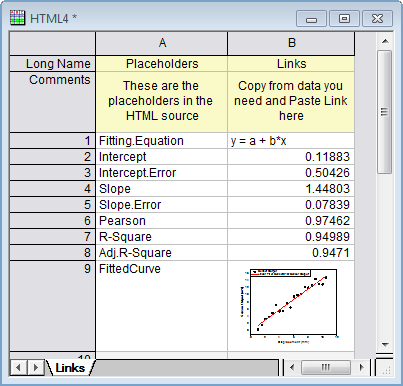 HTML4 *
A B
Long Name Placeholders Links
Comments These are the Copy from data you
placeholders in the need and Paste Link
HTML source here
1 Fitting.Equation y = a + b*x
2 Intercept 0.11883
3 Intercept.Error 0.50426
4 Slope 1.44803
5 Slope.Error 0.07839
6 Pearson 0.97462
7 R-Square 0.94989
8 Adj.R-Square 0.9471
9 FittedCurve
10
Links